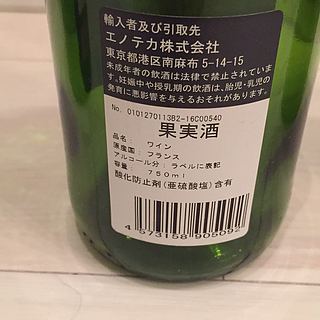 輸入者及び引取先
エノテカ株式会社
東京都港区南麻布 5-14-15
未成年者の飲酒は法律で禁止されていま
す。妊娠中や授乳期の飲酒は、胎児・乳児の
発育に悪影響を与えるおそれがあります。
No. 0101270113B2-16C00540
果実酒
品名: ワイン
原産国: フランス
アルコール分: ラベルに表記
容量: 750ml
酸化防止剤(亜硫酸塩)含有
4 573158 905092